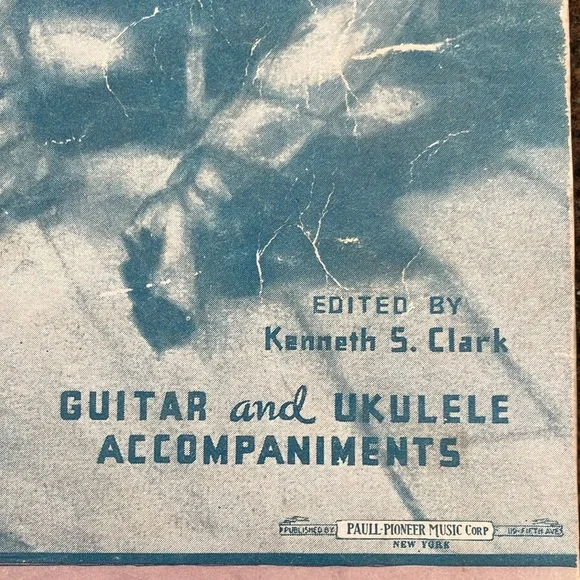 EDITED BY
Kenneth S. Clark
GUITAR and UKULELE
ACCOMPANIMENTS
PUBLISHED BY PAULL-PIONEER MUSIC CORP 119-FIFTH AVE
NEW YORK